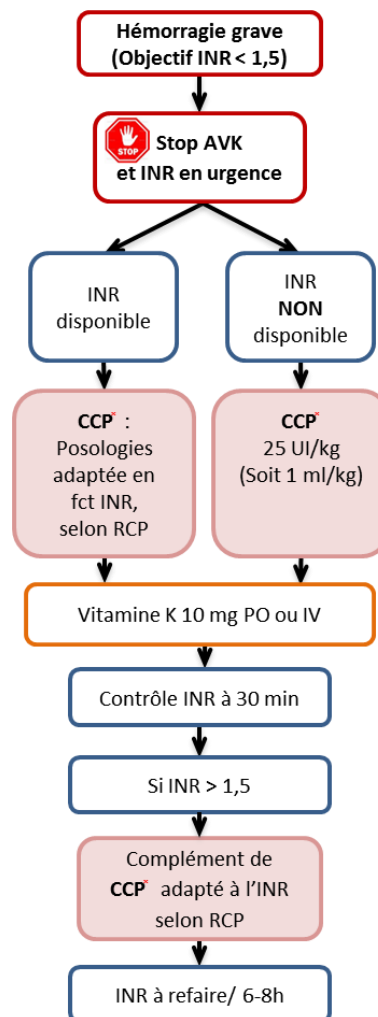 Hémorragie grave
(Objectif INR < 1,5)
STOP
Stop AVK
et INR en urgence
INR
disponible
INR
NON
disponible
CCP* :
Posologies
adaptée en
fct INR,
selon RCP
CCP*
25 UI/kg
(Soit 1 ml/kg)
Vitamine K 10 mg PO ou IV
Contrôle INR à 30 min
Si INR > 1,5
Complément de
CCP* adapté à l’INR
selon RCP
INR à refaire/ 6-8h